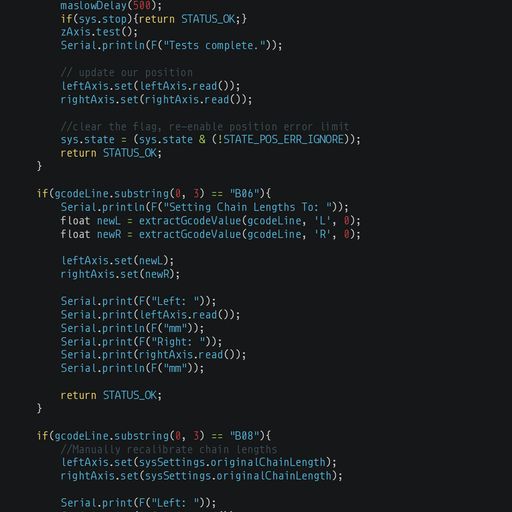 maslowDelay(500);
if(sys.stop){return STATUS_OK;}
zAxis.test();
Serial.println(F("Tests complete."));
// update our position
leftAxis.set(leftAxis.read());
rightAxis.set(rightAxis.read());
//clear the flag, re-enable position error limit
sys.state = (sys.state & (!STATE_POS_ERR_IGNORE));
return STATUS_OK;
}
if(gcodeLine.substring(0, 3) == "B06"){
Serial.println(F("Setting Chain Lengths To: "));
float newL = extractGcodeValue(gcodeLine, 'L', 0);
float newR = extractGcodeValue(gcodeLine, 'R', 0);
leftAxis.set(newL);
rightAxis.set(newR);
Serial.print(F("Left: "));
Serial.print(leftAxis.read());
Serial.println(F("mm"));
Serial.print(F("Right: "));
Serial.print(rightAxis.read());
Serial.println(F("mm"));
return STATUS_OK;
}
if(gcodeLine.substring(0, 3) == "B08"){
//Manually recalibrate chain lengths
leftAxis.set(sysSettings.originalChainLength);
rightAxis.set(sysSettings.originalChainLength);
Serial.print(F("Left: "));